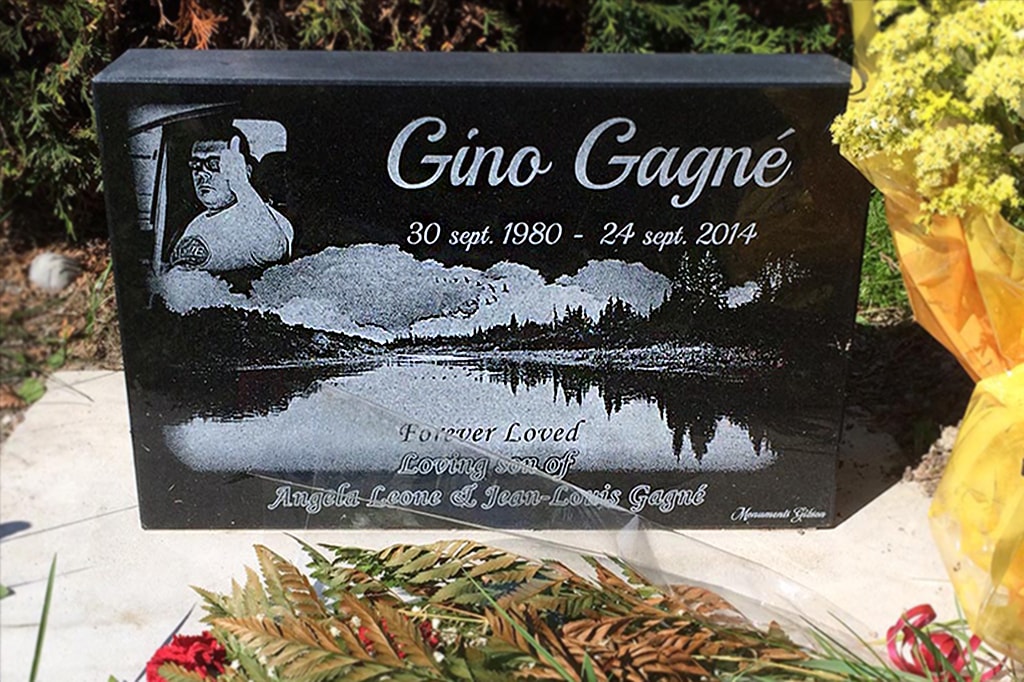 Gino Gagné
30 sept. 1980 - 24 sept. 2014
Forever Loved
Loving son of
Angela Leone & Jean-Louis Gagné
Monuments Gibson